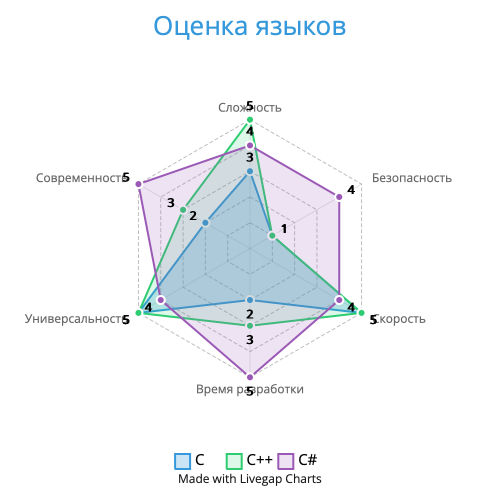 Оценка языков
5
Сложность
4
3
Современность
5
Безопасность
4
3
2
1
Универсальность
5
4
2
3
4
5
Скорость
Время разработки
5
C
C++
C#
Made with Livegap Charts